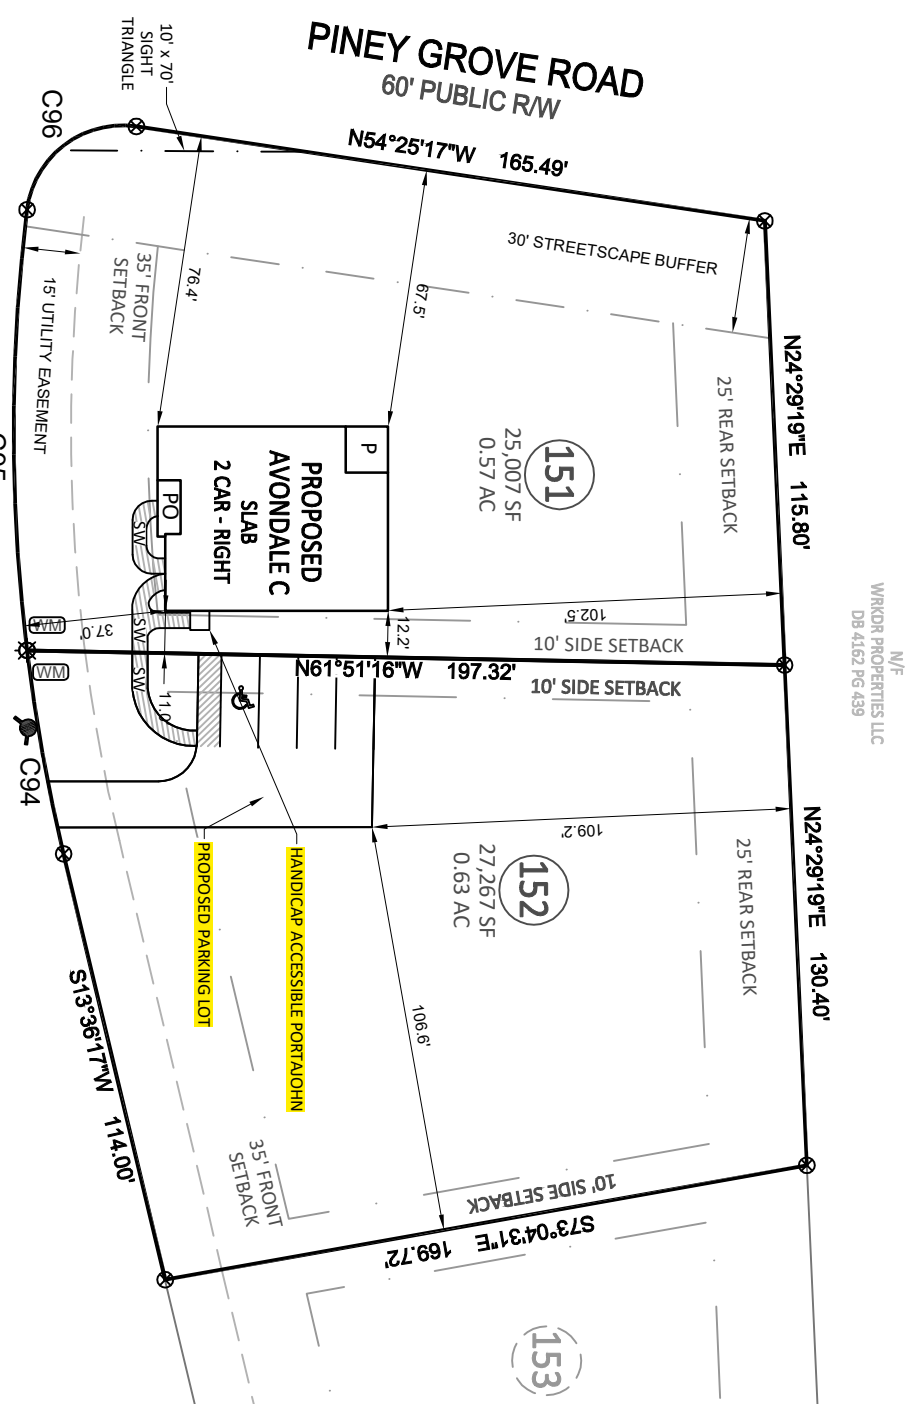 PINEY GROVE ROAD
60' PUBLIC R/W
10' x 70'
SIGHT
TRIANGLE
C96
N54°25'17"W 165.49'
30' STREETSCAPE BUFFER
35' FRONT
SETBACK
15' UTILITY EASEMENT
76.4'
67.5'
25' REAR SETBACK
N24°29'19"E 115.80'
151
25,007 SF
0.57 AC
P
PROPOSED
AVONDALE C
SLAB
2 CAR - RIGHT
PO
SW
SW
SW
102.5'
12.2'
37.0'
11.0'
WM
WM
10' SIDE SETBACK
N61°51'16"W 197.32'
10' SIDE SETBACK
N/F
WRKDR PROPERTIES LLC
DB 4162 PG 439
C94
109.2'
N24°29'19"E 130.40'
25' REAR SETBACK
152
27,267 SF
0.63 AC
PROPOSED PARKING LOT
HANDICAP ACCESSIBLE PORTAJOHN
106.6'
S13°36'17"W 114.00'
35' FRONT
SETBACK
10' SIDE SETBACK
S73°04'31"E 169.72'
153